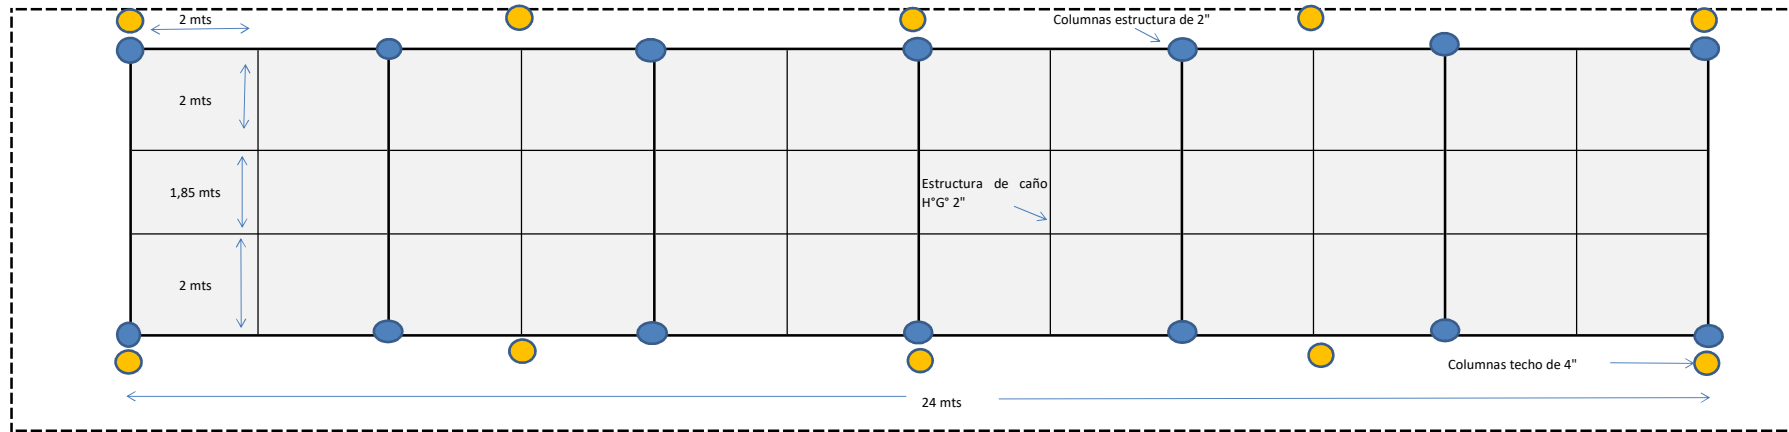 2 mts
Columnas estructura de 2"
2 mts
1,85 mts
Estructura de caño
H°G° 2"
2 mts
Columnas techo de 4"
24 mts